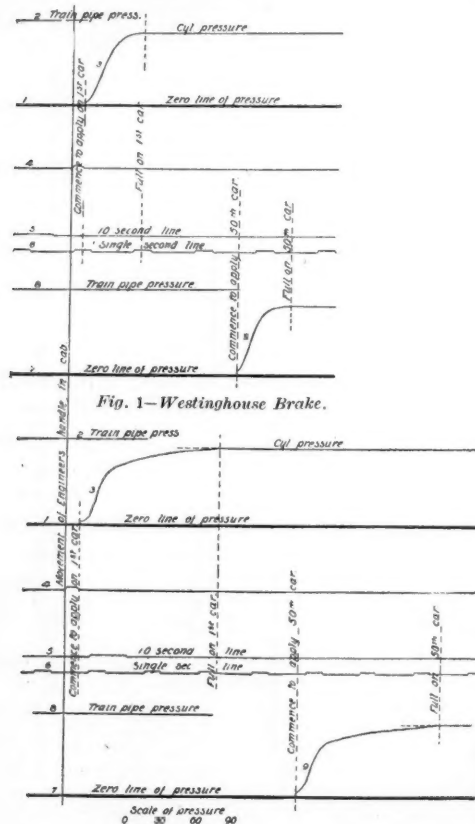 2 Train pipe press.
Cyl pressure
3
1 Zero line of pressure
Commence to apply on 1st car
Full on 1st car
4
5 10 second line
6 Single second line
8 Train pipe pressure
Commence to apply 50th car
Full on 50th car
7 Zero line of pressure
Fig. 1—Westinghouse Brake.
Movement of Engineers handle in cab
2 Train pipe press
Cyl pressure
3
1 Zero line of pressure
Commence to apply on 1st car
Full on 1st car
4
5 10 second line
6 Single sec line
8 Train pipe pressure
Commence to apply 50th car
Full on 50th car
9
7 Zero line of pressure
Scale of pressure
0 30 60 90